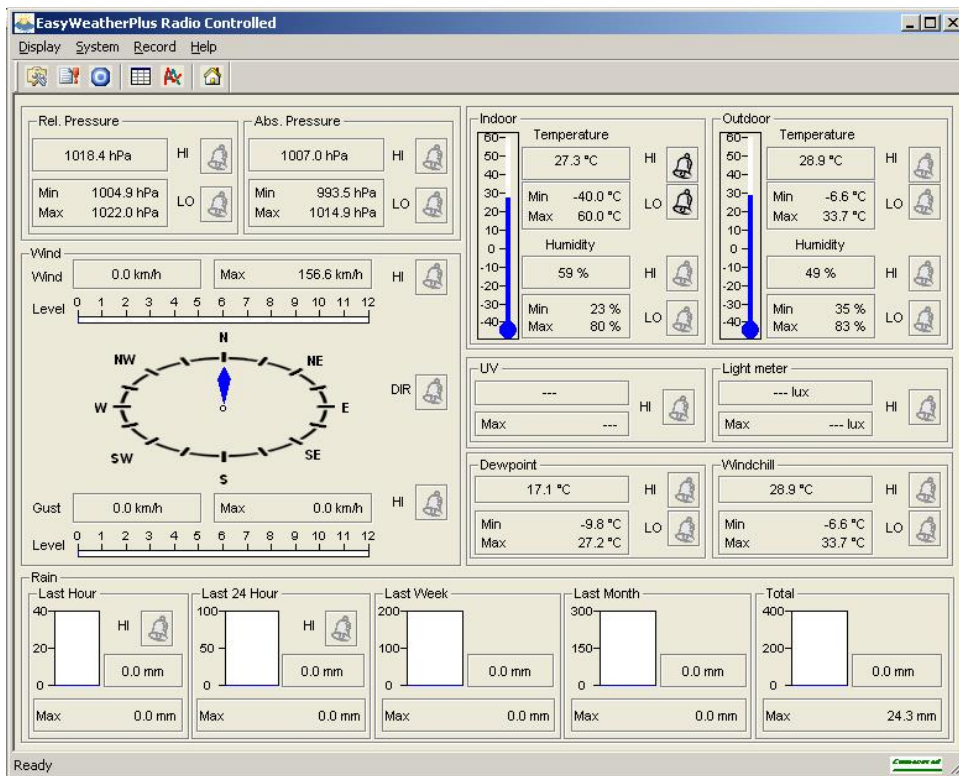 EasyWeatherPlus Radio Controlled
Display System Record Help
Rel. Pressure
1018.4 hPa HI
Min 1004.9 hPa
Max 1022.0 hPa
LO
Abs. Pressure
1007.0 hPa HI
Min 993.5 hPa
Max 1014.9 hPa
LO
Wind
Wind 0.0 km/h Max 156.6 km/h HI
Level 0 1 2 3 4 5 6 7 8 9 10 11 12
N
NW NE
W E
SW SE
S
DIR
Gust 0.0 km/h Max 0.0 km/h HI
Level 0 1 2 3 4 5 6 7 8 9 10 11 12
Indoor
60
50
40
30
20
10
0
-10
-20
-30
-40
Temperature
27.3 °C HI
Min -40.0 °C
Max 60.0 °C
LO
Humidity
59 % HI
Min 23 %
Max 80 %
LO
Outdoor
60
50
40
30
20
10
0
-10
-20
-30
-40
Temperature
28.9 °C HI
Min -6.6 °C
Max 33.7 °C
LO
Humidity
49 % HI
Min 35 %
Max 83 %
LO
UV
---
Max ---
HI
Light meter
--- lux
Max --- lux
HI
Dewpoint
17.1 °C HI
Min -9.8 °C
Max 27.2 °C
LO
Windchill
28.9 °C HI
Min -6.6 °C
Max 33.7 °C
LO
Rain
Last Hour
40
20
0
HI
0.0 mm
Max 0.0 mm
Last 24 Hour
100
50
0
HI
0.0 mm
Max 0.0 mm
Last Week
200
100
0
0.0 mm
Max 0.0 mm
Last Month
300
150
0
0.0 mm
Max 0.0 mm
Total
400
200
0
0.0 mm
Max 24.3 mm
Ready